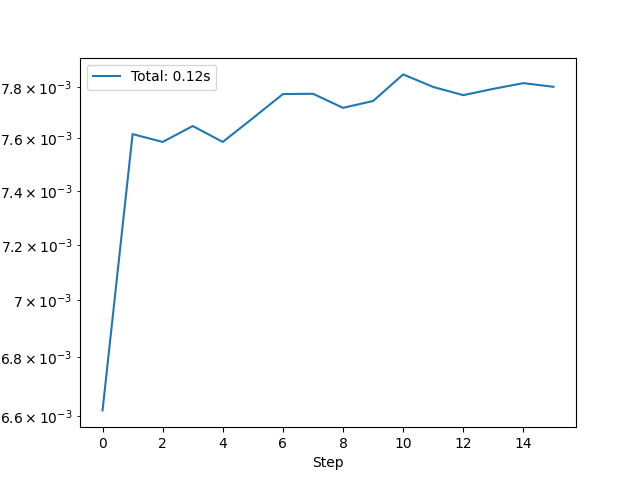 Total: 0.12s
7.8 × 10⁻³
7.6 × 10⁻³
7.4 × 10⁻³
7.2 × 10⁻³
7 × 10⁻³
6.8 × 10⁻³
6.6 × 10⁻³
0 2 4 6 8 10 12 14
Step